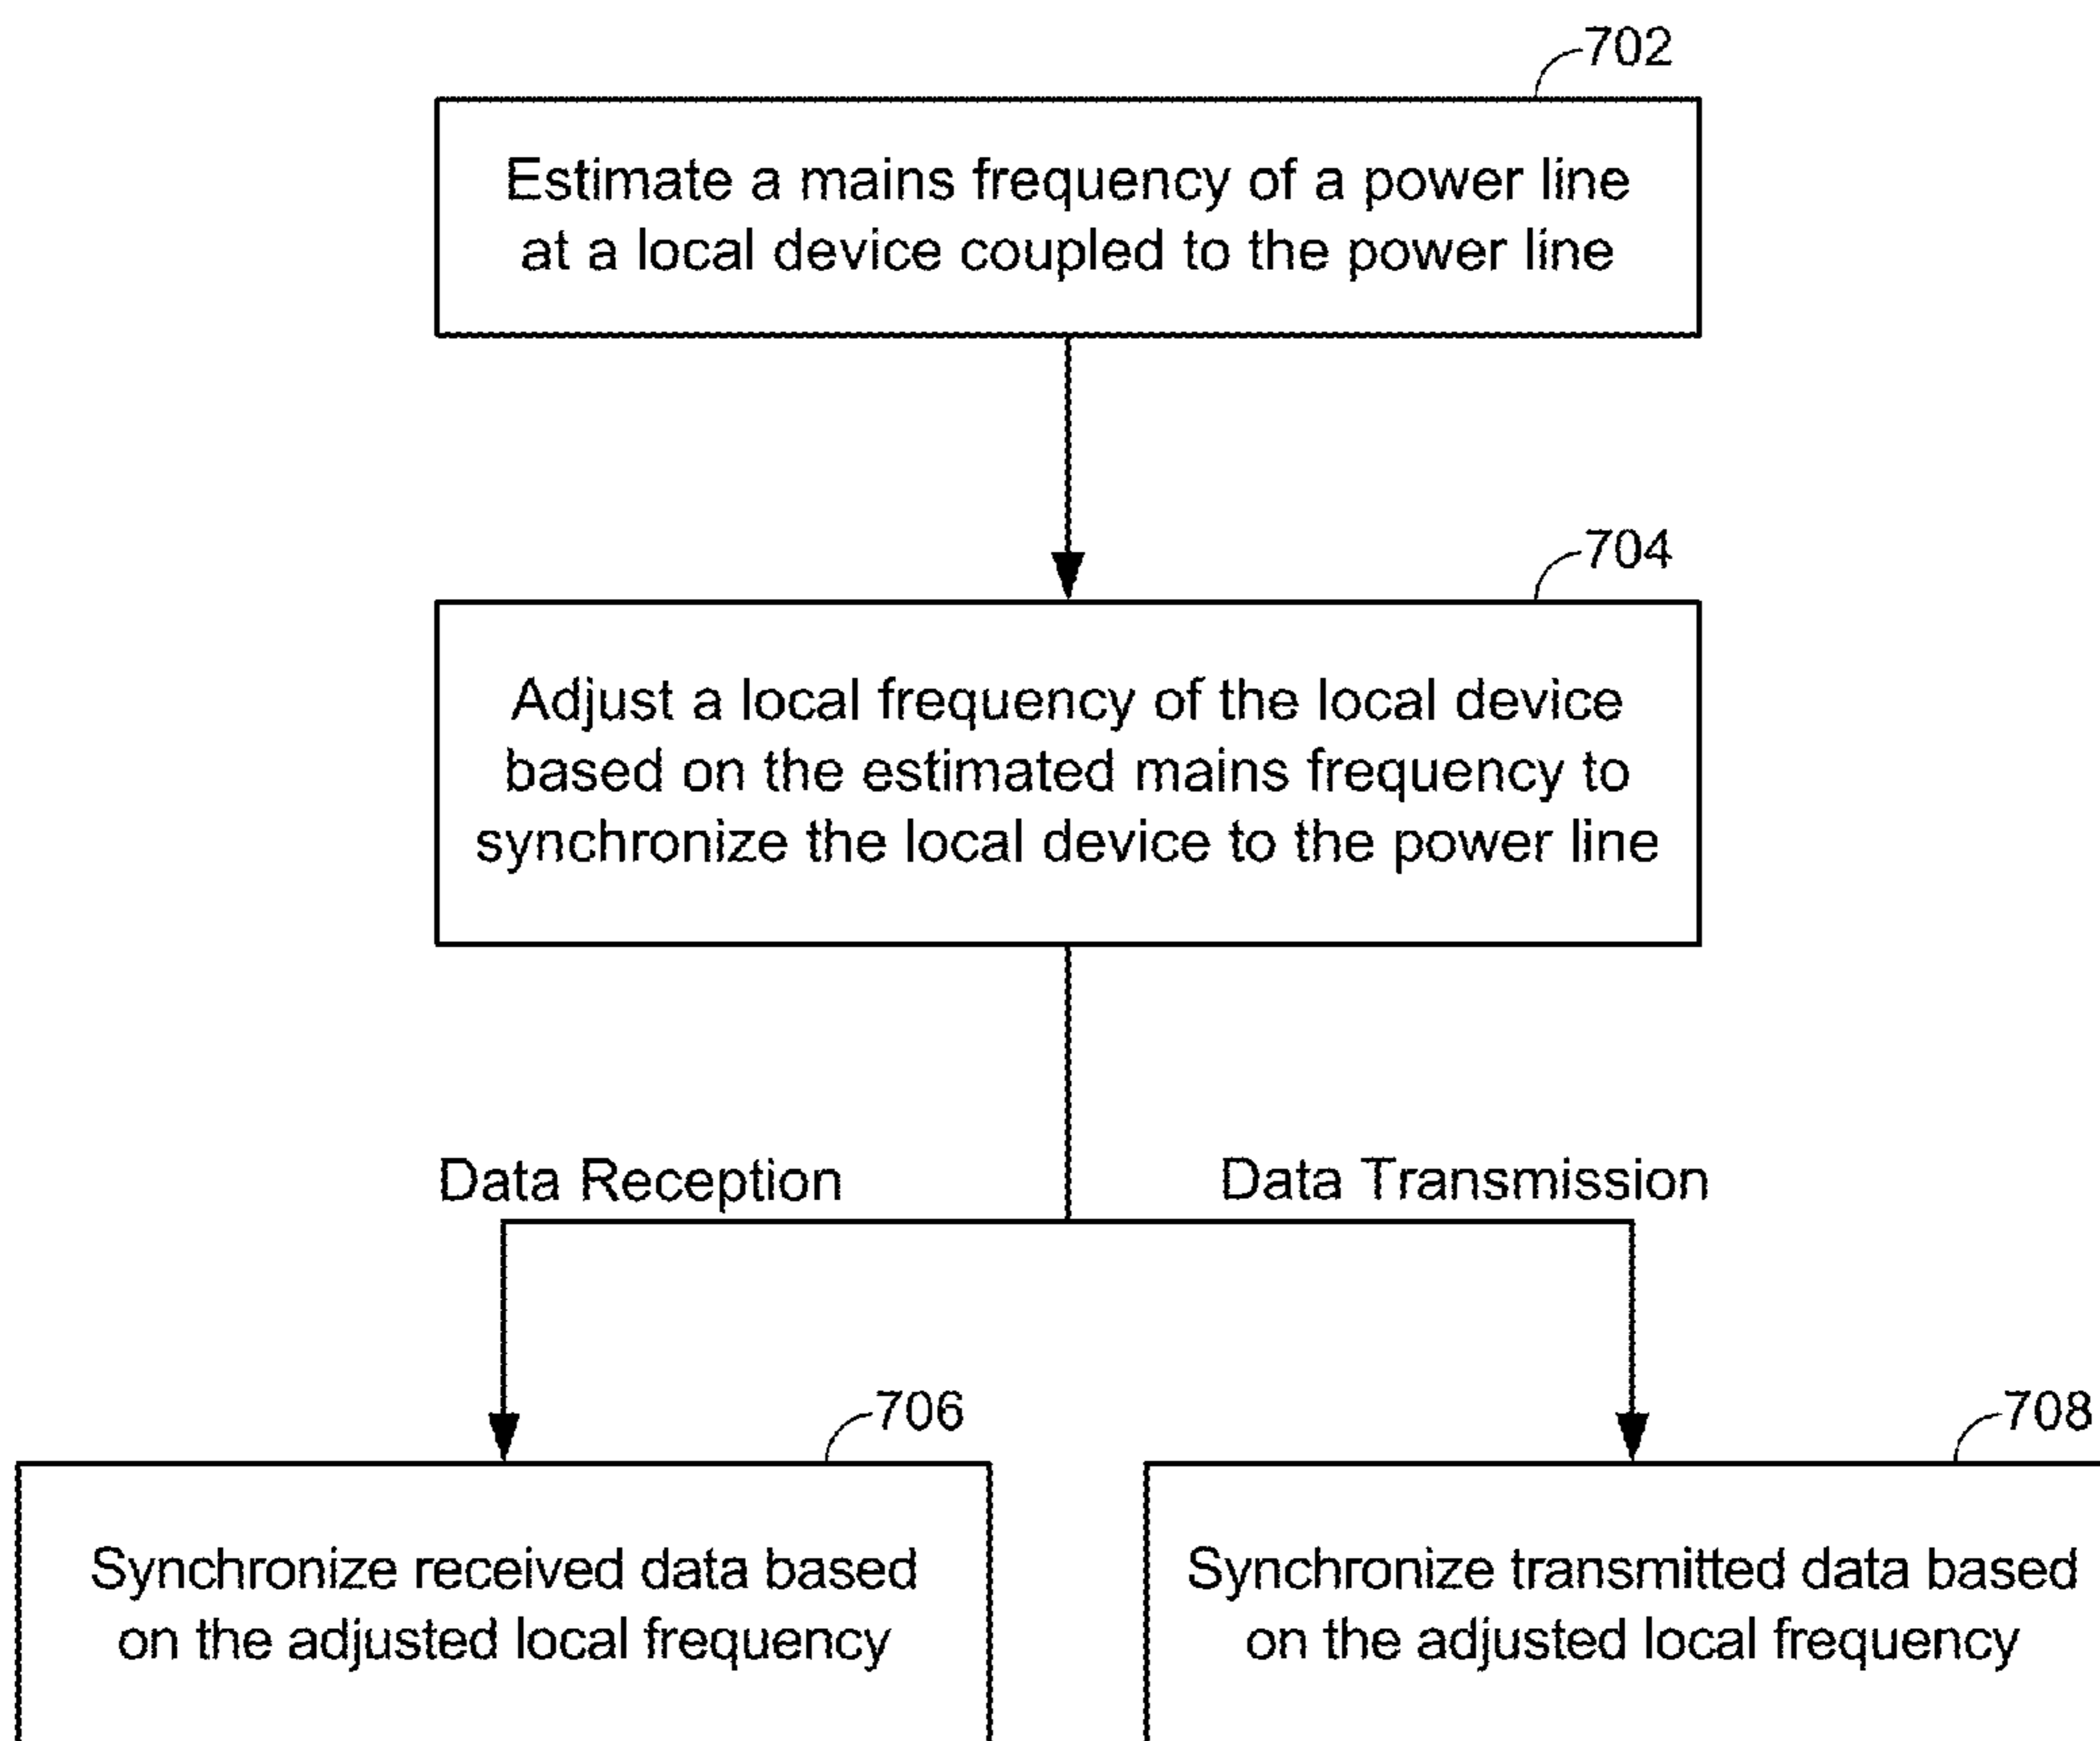 702
Estimate a mains frequency of a power line
at a local device coupled to the power line
704
Adjust a local frequency of the local device
based on the estimated mains frequency to
synchronize the local device to the power line
Data Reception
Data Transmission
706
708
Synchronize received data based
on the adjusted local frequency
Synchronize transmitted data based
on the adjusted local frequency